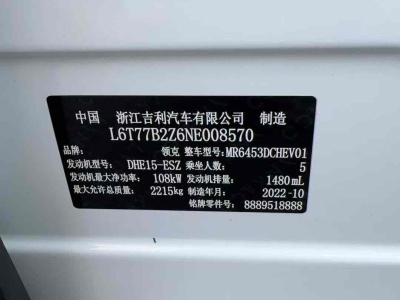 中国 浙江吉利汽车有限公司 制造
L6T77B2Z6NE008570
品牌: 领克 整车型号:MR6453DCHEV01
发动机型号: DHE15-ESZ 乘坐人数: 5
发动机最大净功率: 108kW 发动机排量: 1480mL
最大允许总质量: 2215kg 制造年月: 2022-10
铭牌零件号: 8889518888